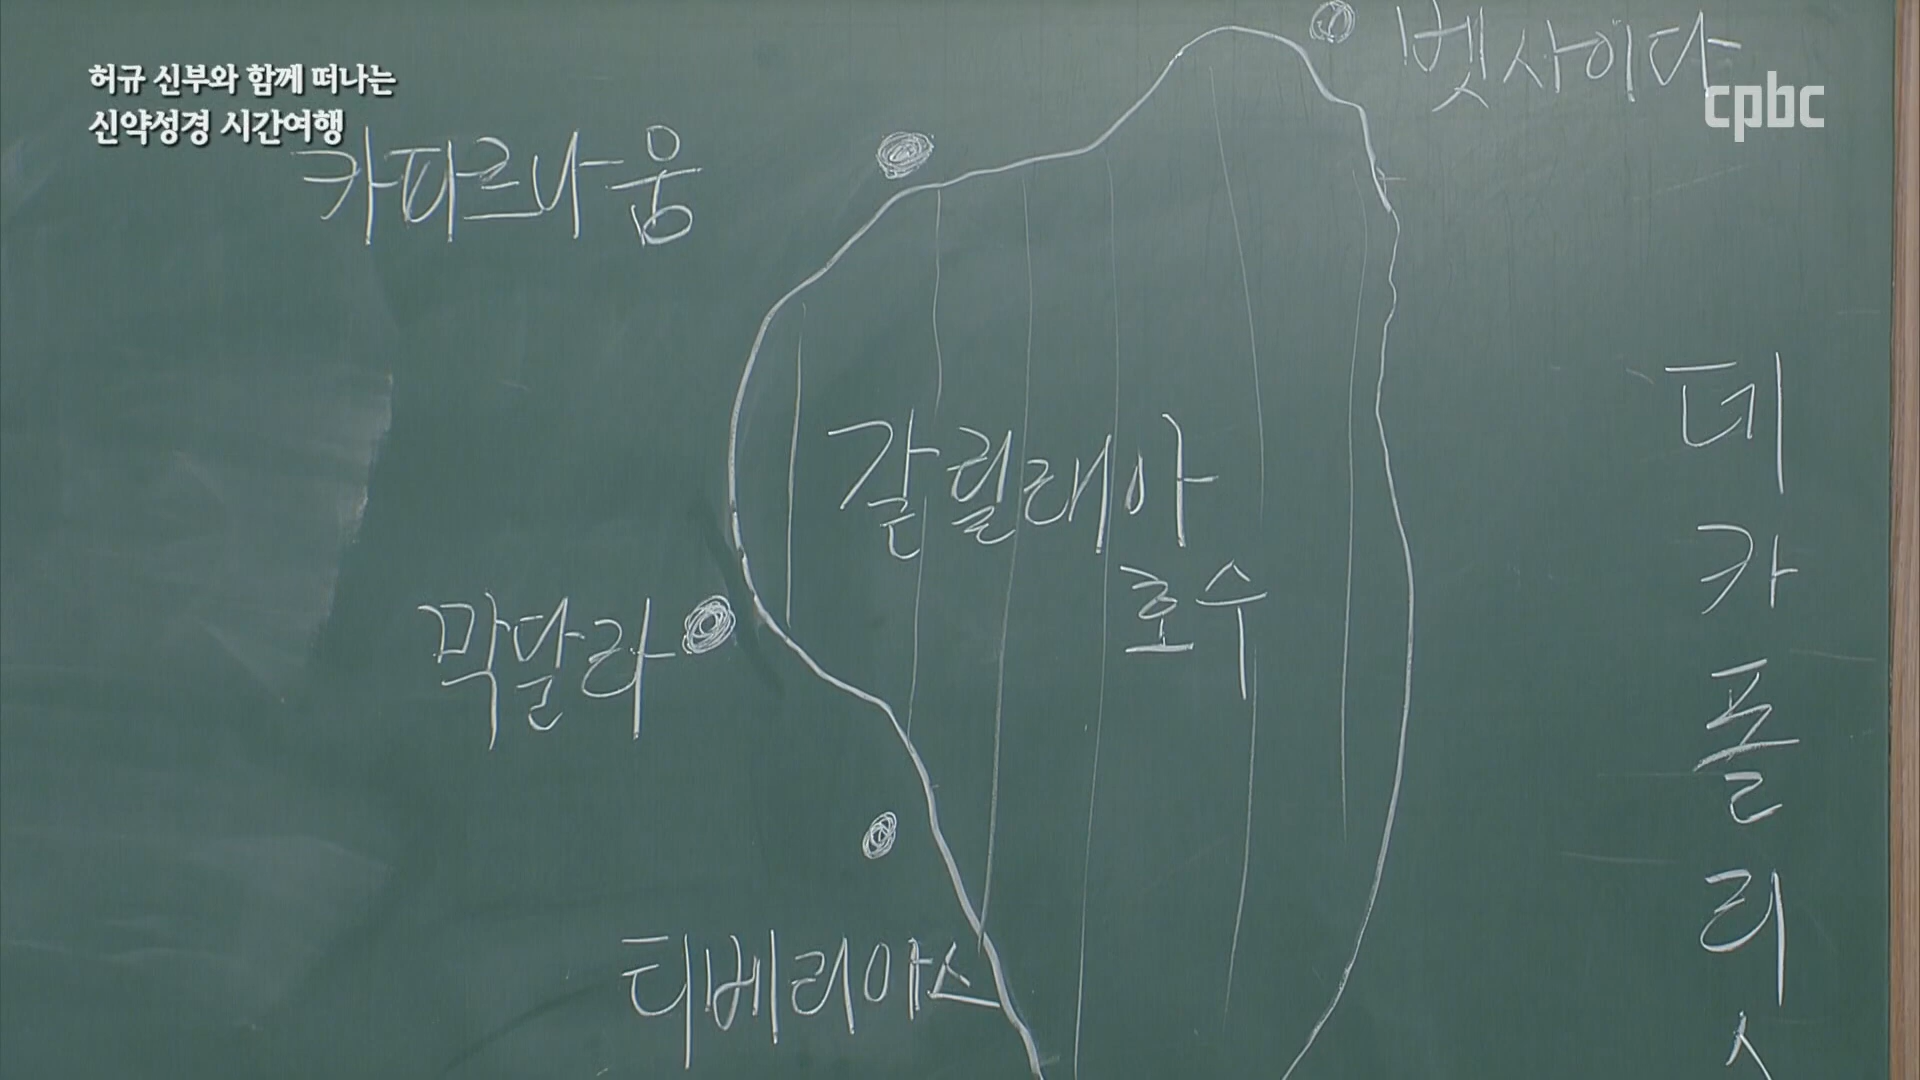 벳사이다
허규 신부와 함께 떠나는
신약성경 시간여행
cpbc
카파르나움
갈릴래아
호수
막달라
티베리아스
데카폴리스